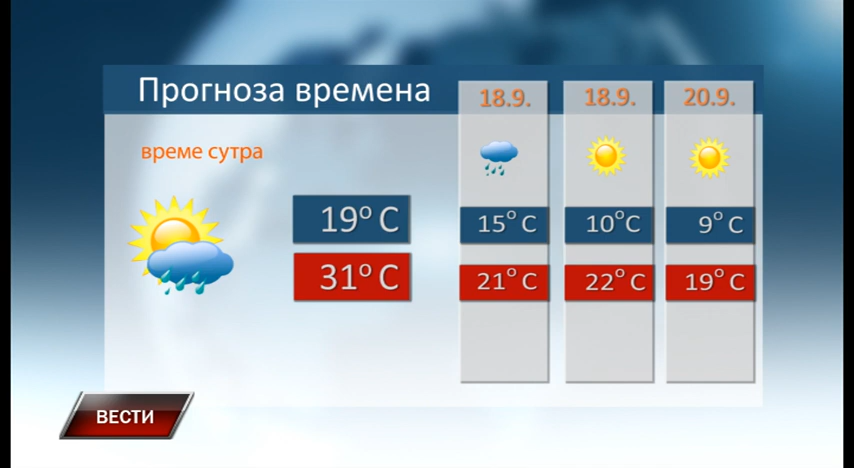 Прогноза времена
време сутра
19° C
31° C
18.9.
15° C
21° C
18.9.
10°C
22° C
20.9.
9° C
19° C
ВЕСТИ